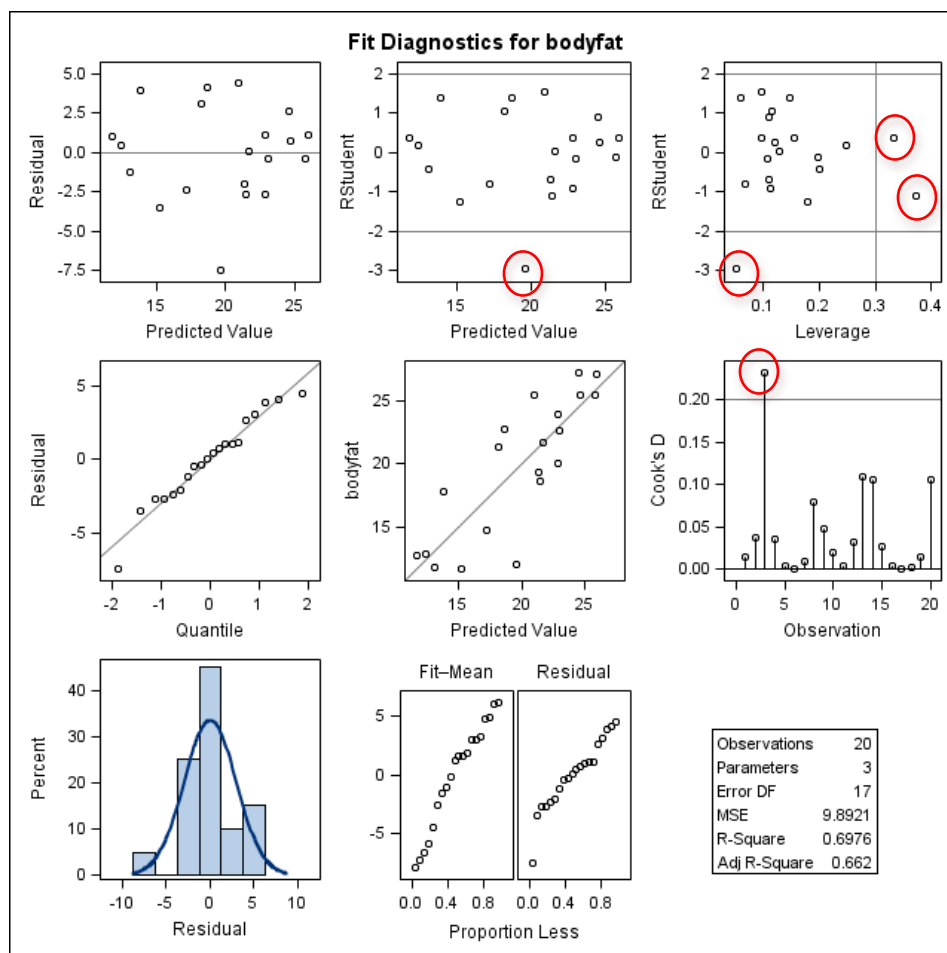 Fit Diagnostics for bodyfat
5.0
2.5
0.0
-2.5
-5.0
-7.5
Residual
15 20 25
Predicted Value
2
1
0
-1
-2
-3
RStudent
15 20 25
Predicted Value
2
1
0
-1
-2
-3
RStudent
0.1 0.2 0.3 0.4
Leverage
5
0
-5
Residual
-2 -1 0 1 2
Quantile
25
20
15
bodyfat
15 20 25
Predicted Value
0.20
0.15
0.10
0.05
0.00
Cook's D
0 5 10 15 20
Observation
40
30
20
10
0
Percent
-10 -5 0 5 10
Residual
Fit–Mean Residual
5
0
-5
0.0 0.4 0.8 0.0 0.4 0.8
Proportion Less
Observations 20
Parameters 3
Error DF 17
MSE 9.8921
R-Square 0.6976
Adj R-Square 0.662